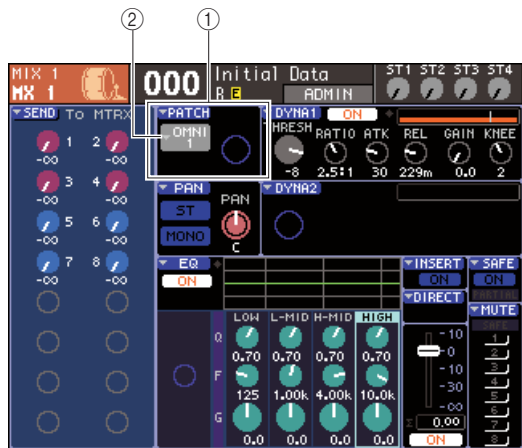 ② ①
MIX 1
MX 1
000
Initial Data
R E
ADMIN
ST1 ST2 ST3 ST4
SEND TO MTRX
1 2
-∞ -∞
3 4
-∞ -∞
5 6
-∞ -∞
7 8
-∞ -∞
PATCH
OMNI
1
DYNA1 ON
THRESH RATIO ATK REL GAIN KNEE
-8 2.5:1 30 229m 0.0 2
PAN
ST
MONO
PAN
C
DYNA2
EQ
ON
LOW L-MID H-MID HIGH
Q
0.70 0.70 0.70 0.70
F
125 1.00k 4.00k 10.0k
G
0.0 0.0 0.0 0.0
INSERT
ON
DIRECT
10
0
-10
-30
-∞
Σ 0.00
ON
SAFE
ON
PARTIAL
MUTE
SAFE
1
2
3
4
5
6
7
8